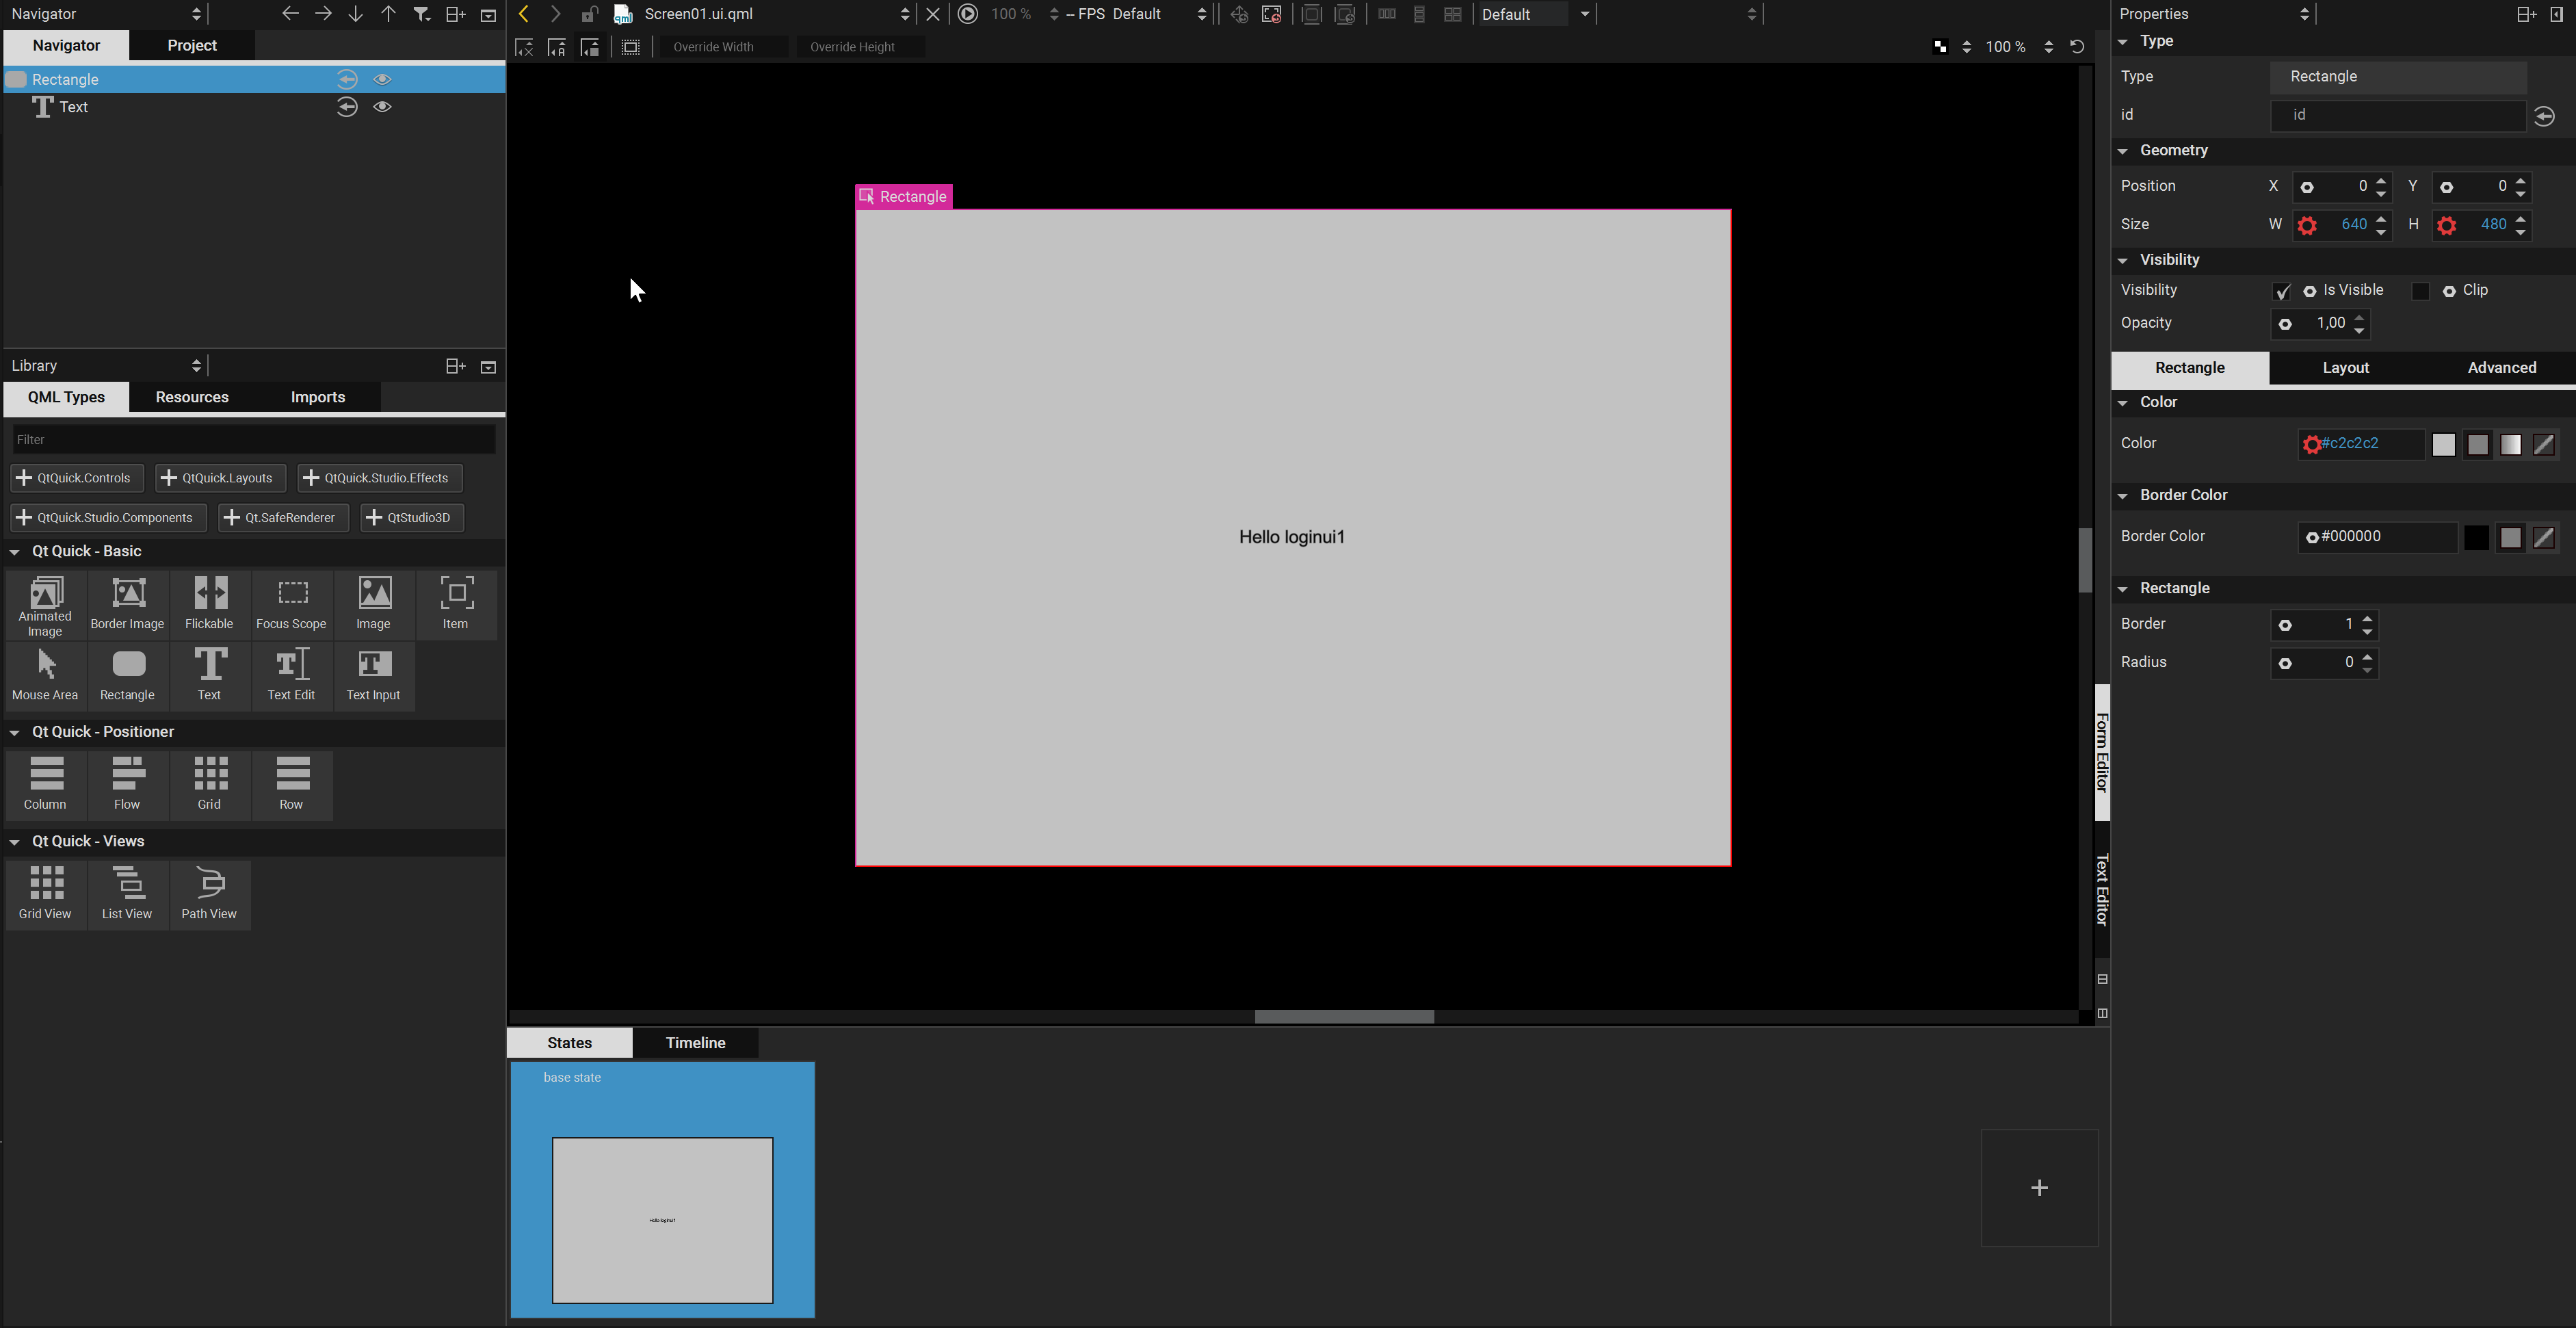 Navigator
Navigator Project
Rectangle
Text
Library
QML Types Resources Imports
Filter
QtQuick.Controls QtQuick.Layouts QtQuick.Studio.Effects
QtQuick.Studio.Components Qt.SafeRenderer QtStudio3D
Qt Quick - Basic
Animated Image Border Image Flickable Focus Scope Image Item
Mouse Area Rectangle Text Text Edit Text Input
Qt Quick - Positioner
Column Flow Grid Row
Qt Quick - Views
Grid View List View Path View
Screen01.ui.qml 100 % -- FPS Default Default
Override Width Override Height 100 %
Rectangle
Hello loginui1
Form Editor
Text Editor
States Timeline
base state
Hello loginui1
Properties
Type
Type Rectangle
id id
Geometry
Position X 0 Y 0
Size W 640 H 480
Visibility
Visibility Is Visible Clip
Opacity 1,00
Rectangle Layout Advanced
Color
Color #c2c2c2
Border Color
Border Color #000000
Rectangle
Border 1
Radius 0